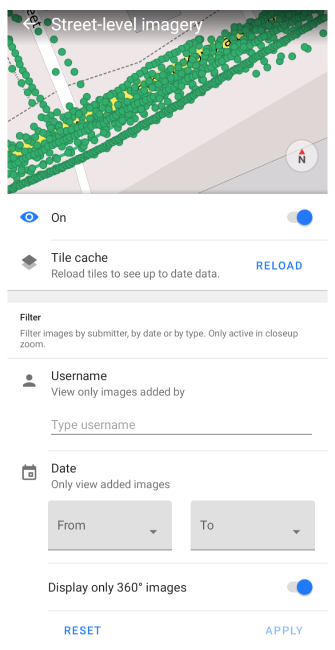 Street-level imagery
N
On
Tile cache
Reload tiles to see up to date data.
RELOAD
Filter
Filter images by submitter, by date or by type. Only active in closeup
zoom.
Username
View only images added by
Type username
Date
Only view added images
From
To
Display only 360° images
RESET
APPLY